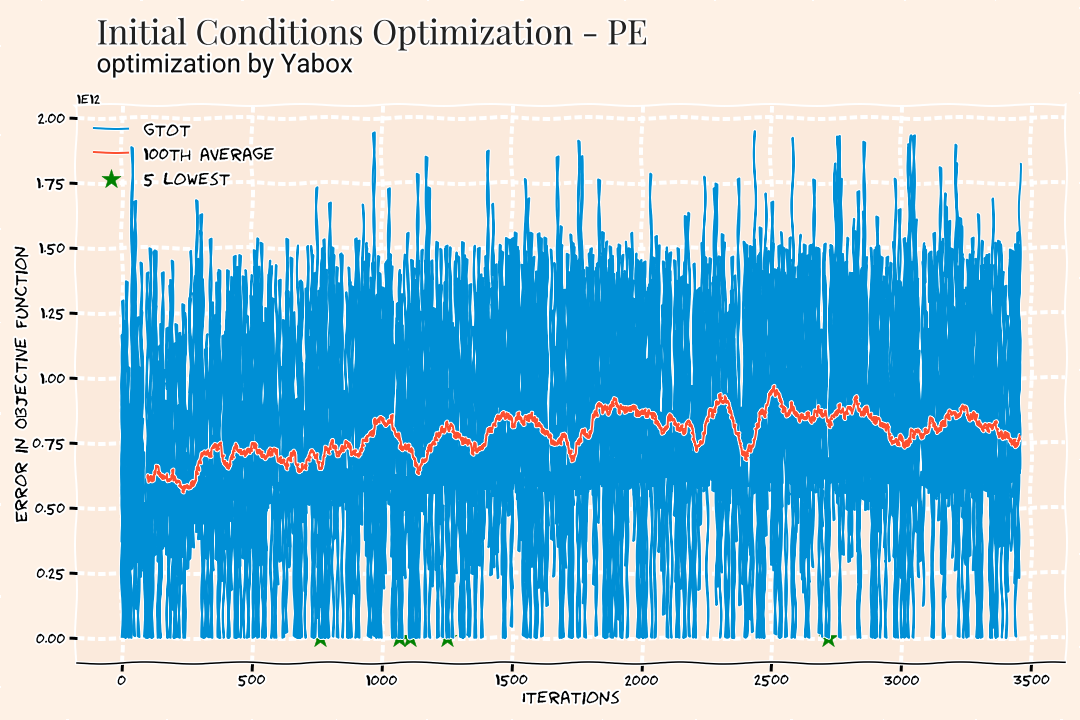 Initial Conditions Optimization - PE
optimization by Yabox
1E12
2.00
1.75
1.50
1.25
1.00
0.75
0.50
0.25
0.00
GTOT
100TH AVERAGE
5 LOWEST
ERROR IN OBJECTIVE FUNCTION
0 500 1000 1500 2000 2500 3000 3500
ITERATIONS